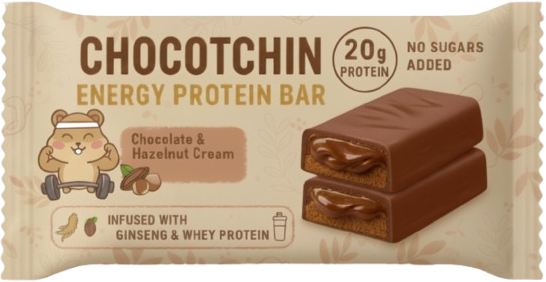 CHOCOTCHIN
ENERGY PROTEIN BAR
20g
PROTEIN
NO SUGARS
ADDED
Chocolate &
Hazelnut Cream
INFUSED WITH
GINSENG & WHEY PROTEIN